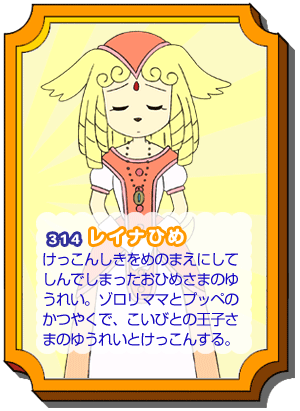 314 レイナひめ
けっこんしきをめのまえにして
しんでしまったおひめさまのゆ
うれい。ゾロリママとブッペの
かつやくで、こいびとの王子さ
まのゆうれいとけっこんする。